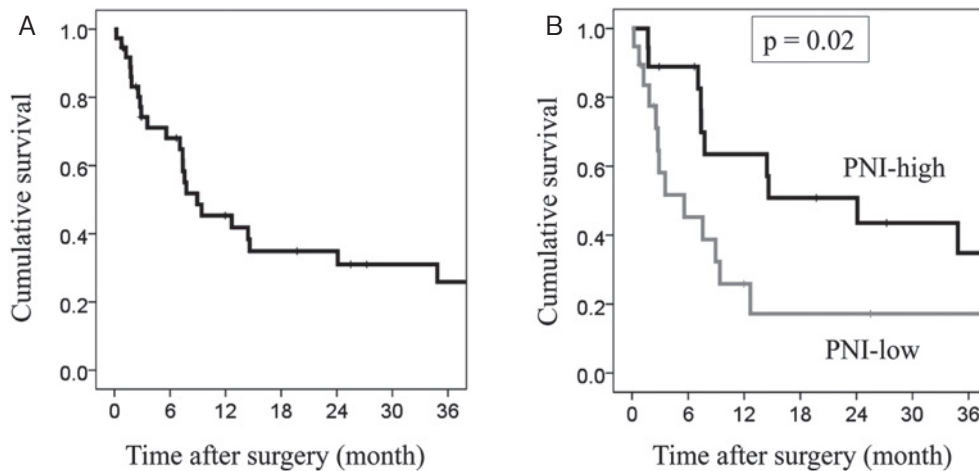 A
Cumulative survival
1.0
0.8
0.6
0.4
0.2
0.0
0 6 12 18 24 30 36
Time after surgery (month)
B
p = 0.02
Cumulative survival
1.0
0.8
0.6
0.4
0.2
0.0
PNI-high
PNI-low
0 6 12 18 24 30 36
Time after surgery (month)